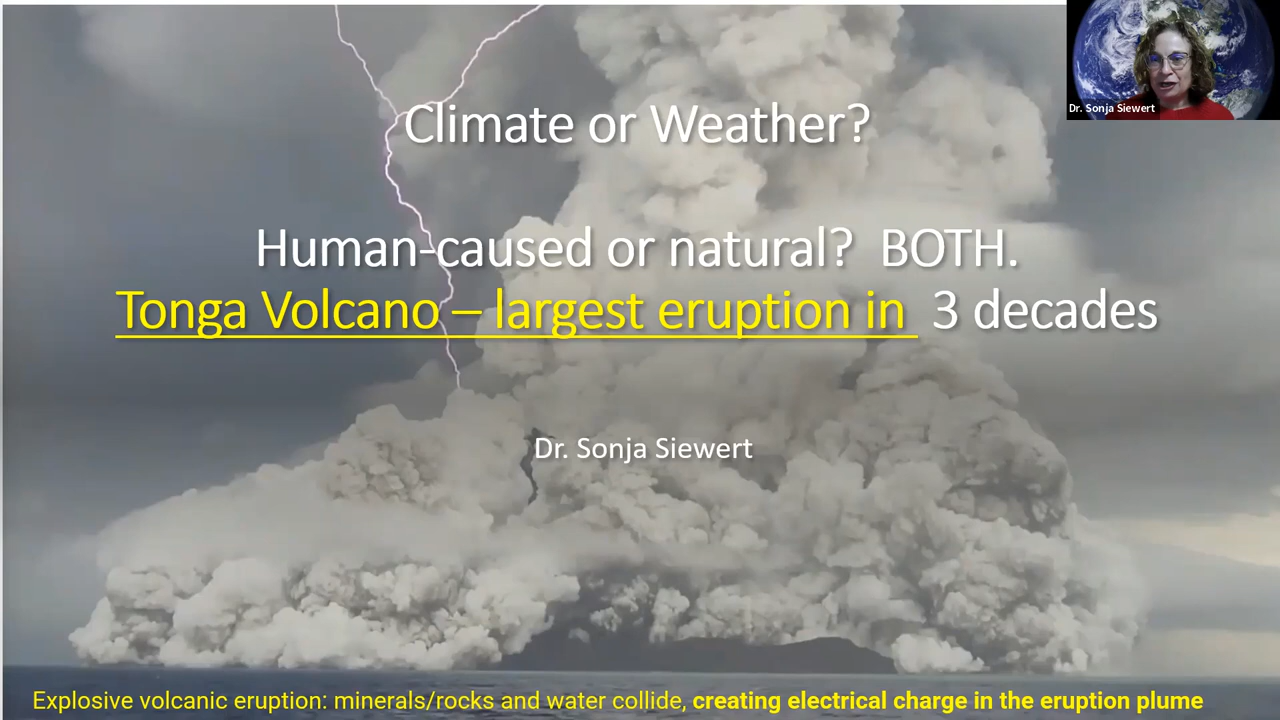 Dr. Sonja Siewert
Climate or Weather?
Human-caused or natural?  BOTH.
Tonga Volcano – largest eruption in  3 decades
Dr. Sonja Siewert
Explosive volcanic eruption: minerals/rocks and water collide, creating electrical charge in the eruption plume